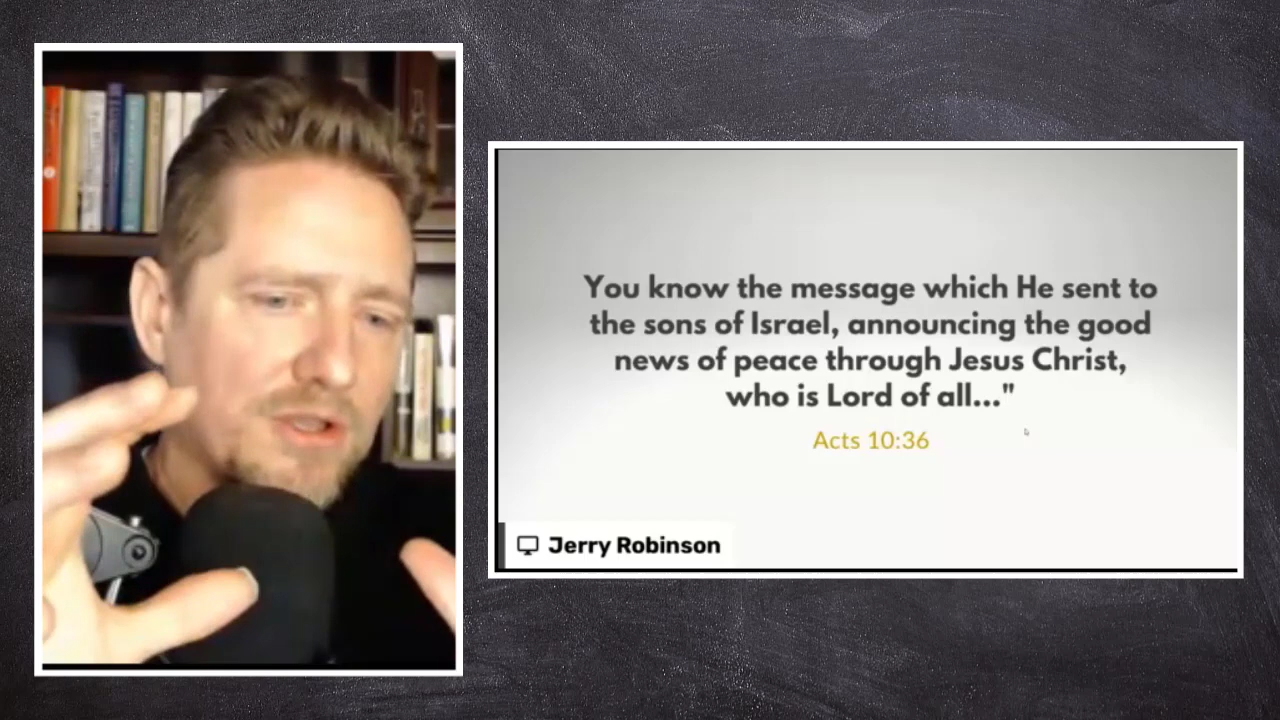 You know the message which He sent to
the sons of Israel, announcing the good
news of peace through Jesus Christ,
who is Lord of all..."
Acts 10:36
Jerry Robinson